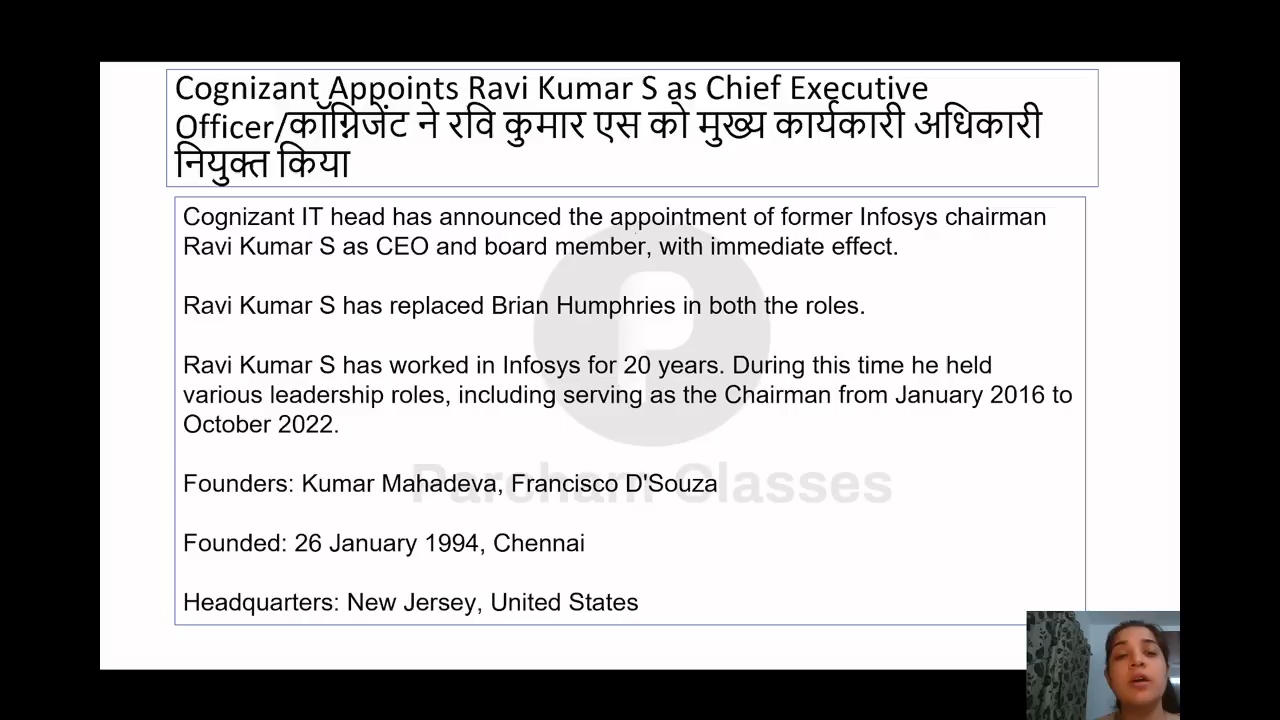 Cognizant Appoints Ravi Kumar S as Chief Executive
Officer/कॉग्निजेंट ने रवि कुमार एस को मुख्य कार्यकारी अधिकारी
नियुक्त किया
Cognizant IT head has announced the appointment of former Infosys chairman
Ravi Kumar S as CEO and board member, with immediate effect.
Ravi Kumar S has replaced Brian Humphries in both the roles.
Ravi Kumar S has worked in Infosys for 20 years. During this time he held
various leadership roles, including serving as the Chairman from January 2016 to
October 2022.
Founders: Kumar Mahadeva, Francisco D'Souza
Parcham Classes
Founded: 26 January 1994, Chennai
Headquarters: New Jersey, United States